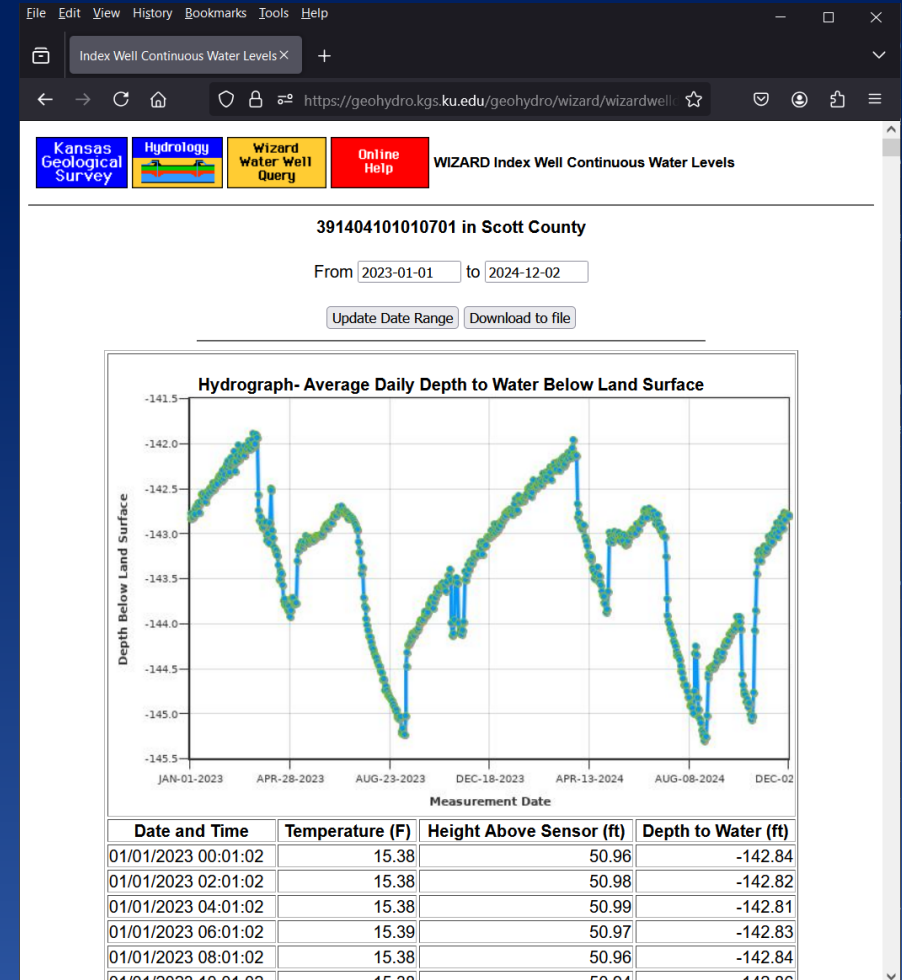 File Edit View History Bookmarks Tools Help
Index Well Continuous Water Levels
https://geohydro.kgs.ku.edu/geohydro/wizard/wizardwell
Kansas Geological Survey
Hydrology
Wizard Water Well Query
Online Help
WIZARD Index Well Continuous Water Levels
391404101010701 in Scott County
From 2023-01-01 to 2024-12-02
Update Date Range Download to file
Hydrograph- Average Daily Depth to Water Below Land Surface
-141.5
-142.0
-142.5
-143.0
-143.5
-144.0
-144.5
-145.0
-145.5
Depth Below Land Surface
JAN-01-2023 APR-28-2023 AUG-23-2023 DEC-18-2023 APR-13-2024 AUG-08-2024 DEC-02
Measurement Date
Date and Time Temperature (F) Height Above Sensor (ft) Depth to Water (ft)
01/01/2023 00:01:02 15.38 50.96 -142.84
01/01/2023 02:01:02 15.38 50.98 -142.82
01/01/2023 04:01:02 15.38 50.99 -142.81
01/01/2023 06:01:02 15.39 50.97 -142.83
01/01/2023 08:01:02 15.38 50.96 -142.84